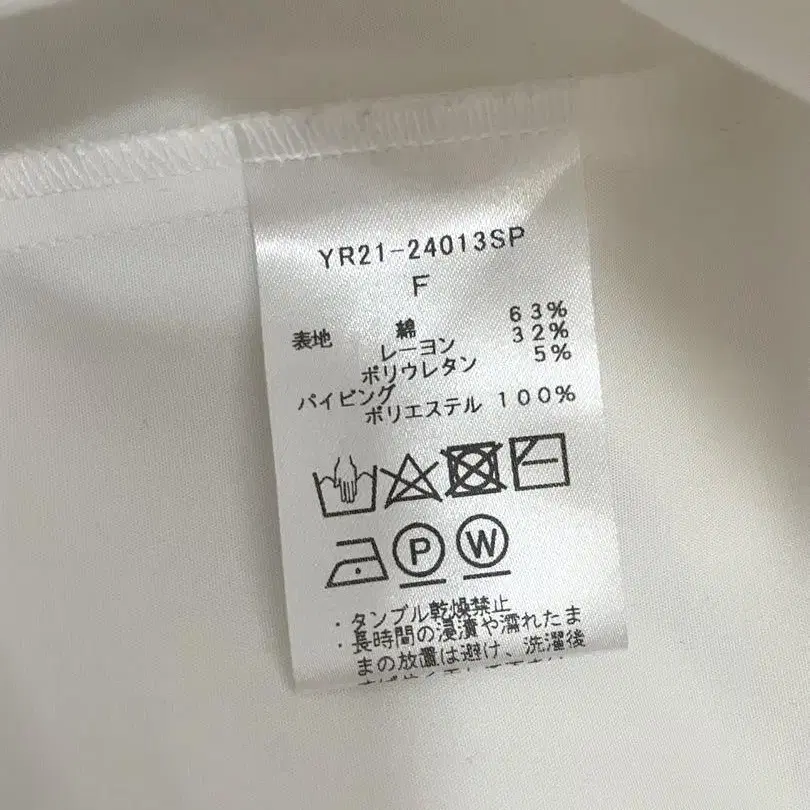 YR21-24013SP
F
表地 綿 63%
レーヨン 32%
ポリウレタン 5%
パイピング
ポリエステル 100%
P W
・タンブル乾燥禁止
・長時間の浸漬や濡れたま
まの放置は避け、洗濯後